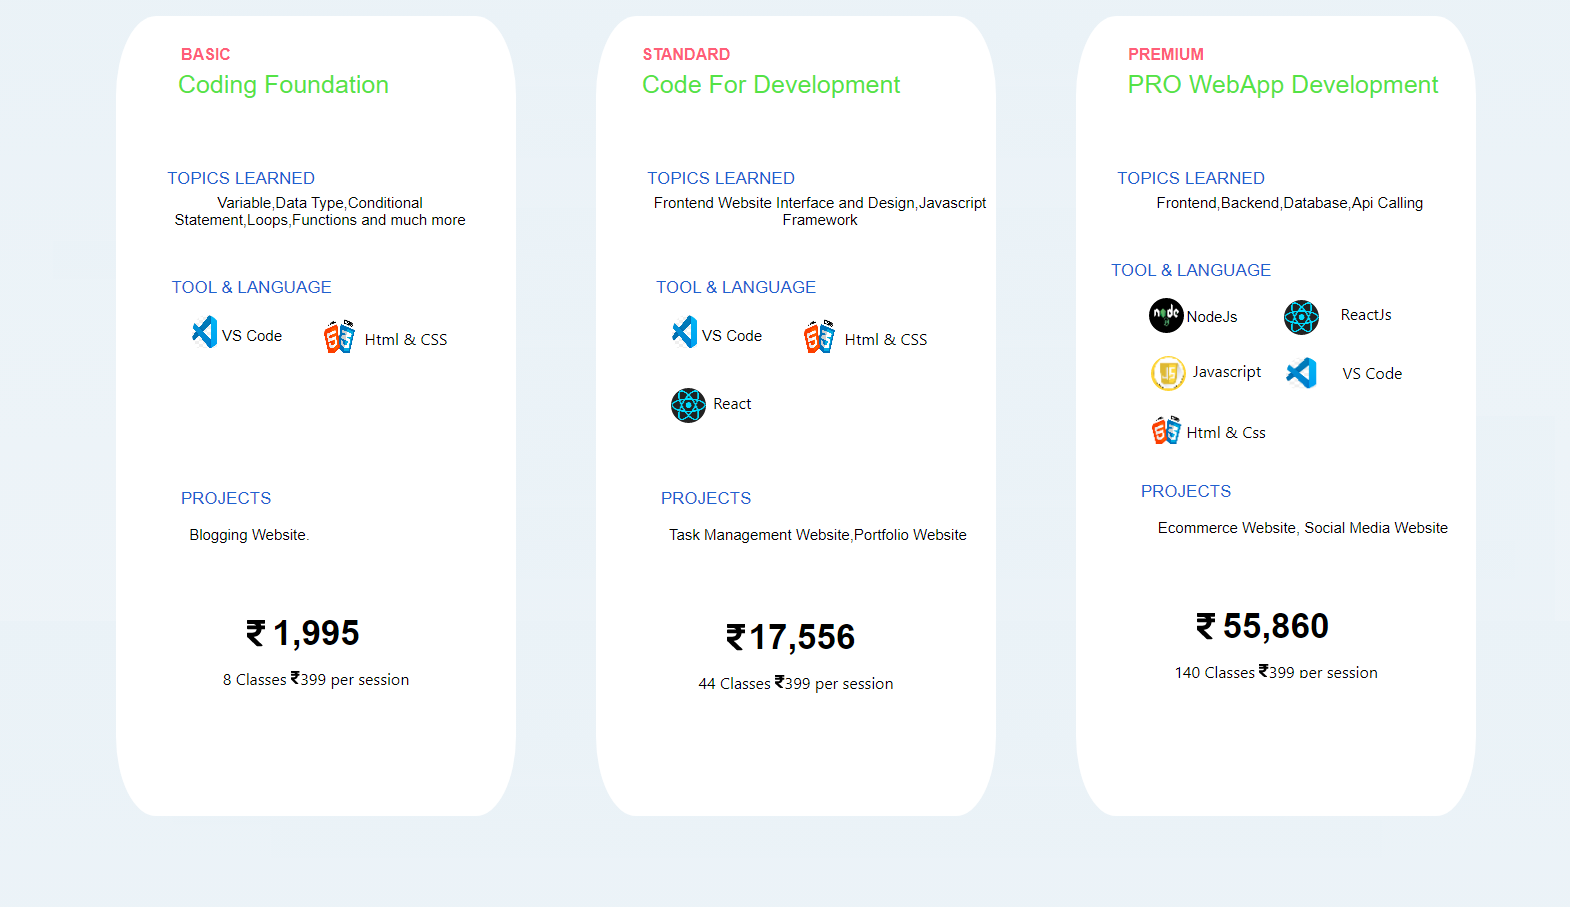 BASIC
Coding Foundation
TOPICS LEARNED
Variable,Data Type,Conditional
Statement,Loops,Functions and much more
TOOL & LANGUAGE
VS Code
Html & CSS
PROJECTS
Blogging Website.
₹ 1,995
8 Classes ₹399 per session
STANDARD
Code For Development
TOPICS LEARNED
Frontend Website Interface and Design,Javascript
Framework
TOOL & LANGUAGE
VS Code
Html & CSS
React
PROJECTS
Task Management Website,Portfolio Website
₹17,556
44 Classes ₹399 per session
PREMIUM
PRO WebApp Development
TOPICS LEARNED
Frontend,Backend,Database,Api Calling
TOOL & LANGUAGE
node
NodeJs
ReactJs
JS
Javascript
VS Code
Html & Css
PROJECTS
Ecommerce Website, Social Media Website
₹ 55,860
140 Classes ₹399 per session